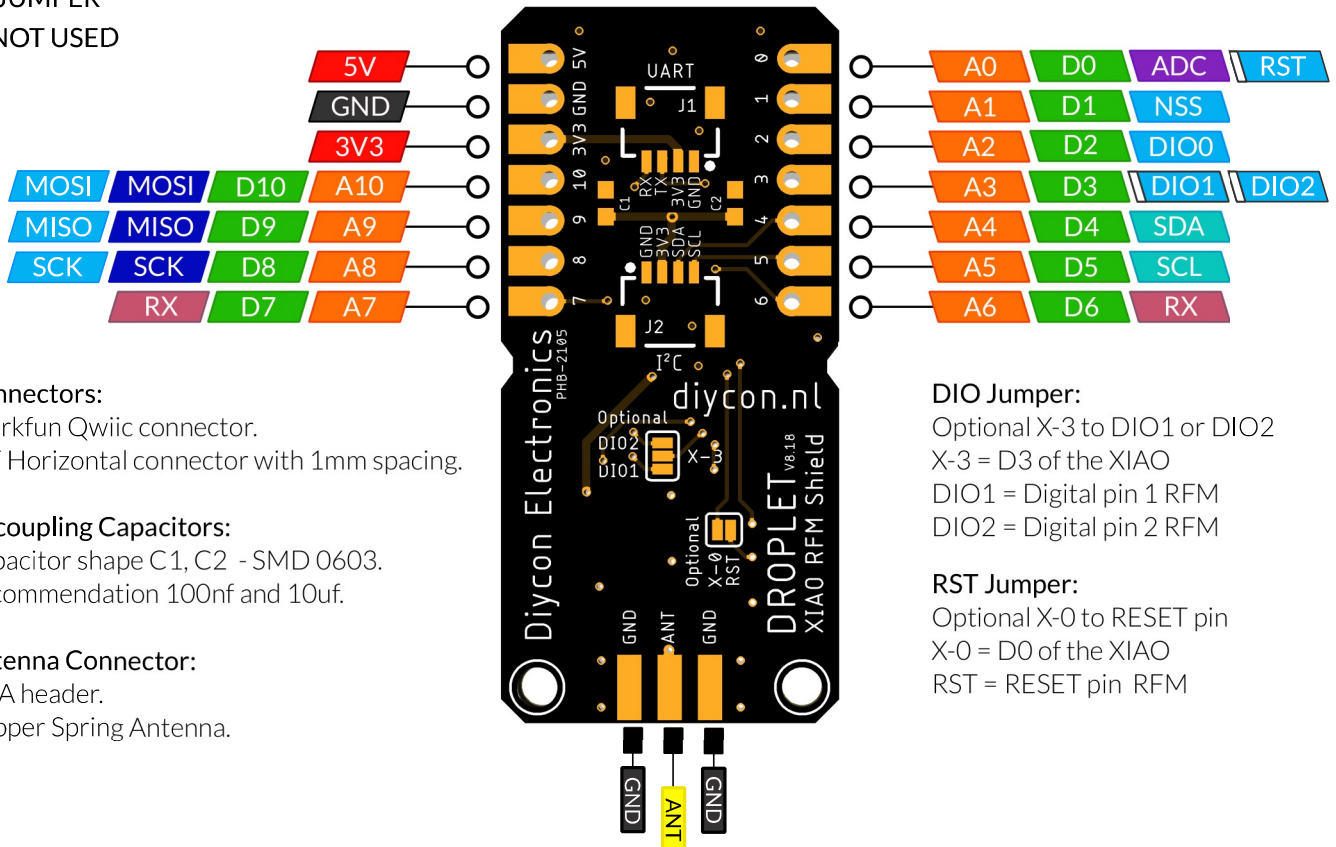 JUMPER
NOT USED
5V
GND
3V3
MOSI MOSI D10 A10
MISO MISO D9 A9
SCK SCK D8 A8
RX D7 A7
A0 D0 ADC RST
A1 D1 NSS
A2 D2 DIO0
A3 D3 DIO1 DIO2
A4 D4 SDA
A5 D5 SCL
A6 D6 RX
5V
GND
3V3
10
9
8
7
0
1
2
3
4
5
6
UART
J1
RX
TX
3V3
GND
C1
C2
GND
3V3
SDA
SCL
J2
I²C
diycon.nl
Diycon Electronics
PHB-2105
Optional
DIO2
DIO1
X-3
Optional
X-0
RST
DROPLET
V8.18
XIAO RFM Shield
GND
ANT
GND
GND
ANT
GND
nnectors:
rkfun Qwiic connector.
Horizontal connector with 1mm spacing.
coupling Capacitors:
pacitor shape C1, C2 - SMD 0603.
commendation 100nf and 10uf.
tenna Connector:
A header.
pper Spring Antenna.
DIO Jumper:
Optional X-3 to DIO1 or DIO2
X-3 = D3 of the XIAO
DIO1 = Digital pin 1 RFM
DIO2 = Digital pin 2 RFM
RST Jumper:
Optional X-0 to RESET pin
X-0 = D0 of the XIAO
RST = RESET pin RFM